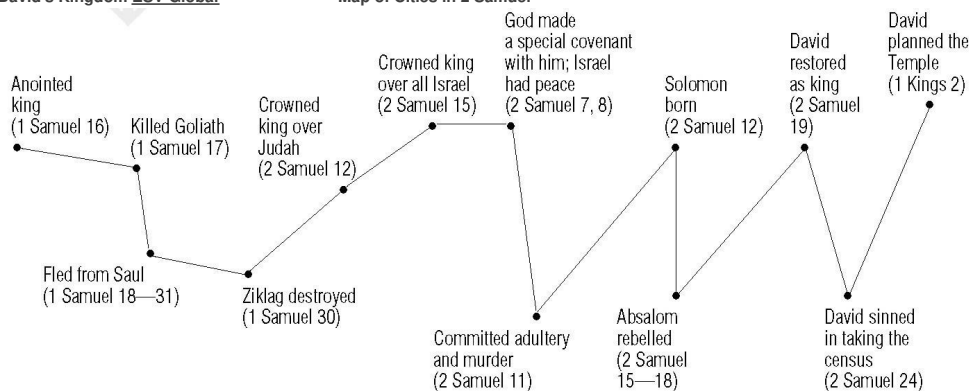 David's Kingdom EGV Global
Map of Cities in 2 Samuel
Anointed
king
(1 Samuel 16)
Killed Goliath
(1 Samuel 17)
Fled from Saul
(1 Samuel 18—31)
Ziklag destroyed
(1 Samuel 30)
Crowned
king over
Judah
(2 Samuel 12)
Crowned king
over all Israel
(2 Samuel 15)
God made
a special covenant
with him; Israel
had peace
(2 Samuel 7, 8)
Committed adultery
and murder
(2 Samuel 11)
Solomon
born
(2 Samuel 12)
Absalom
rebelled
(2 Samuel
15—18)
David
restored
as king
(2 Samuel
19)
David sinned
in taking the
census
(2 Samuel 24)
David
planned the
Temple
(1 Kings 2)